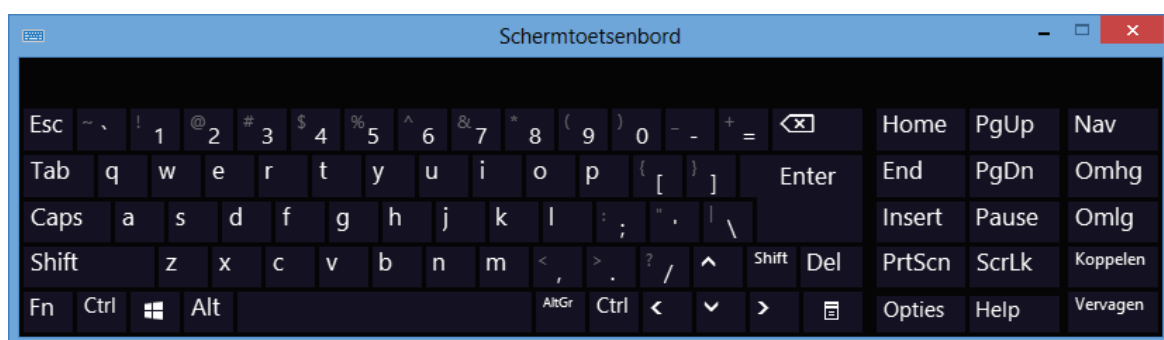 Schermtoetsenbord
Esc ~ ` ! 1 @ 2 # 3 $ 4 % 5 ^ 6 & 7 * 8 ( 9 ) 0 _ - + = Home PgUp Nav
Tab q w e r t y u i o p { [ } ] Enter End PgDn Omhg
Caps a s d f g h j k l : ; " ' | \ Insert Pause Omlg
Shift z x c v b n m < , > . ? / Shift Del PrtScn ScrLk Koppelen
Fn Ctrl Alt AltGr Ctrl Opties Help Vervagen